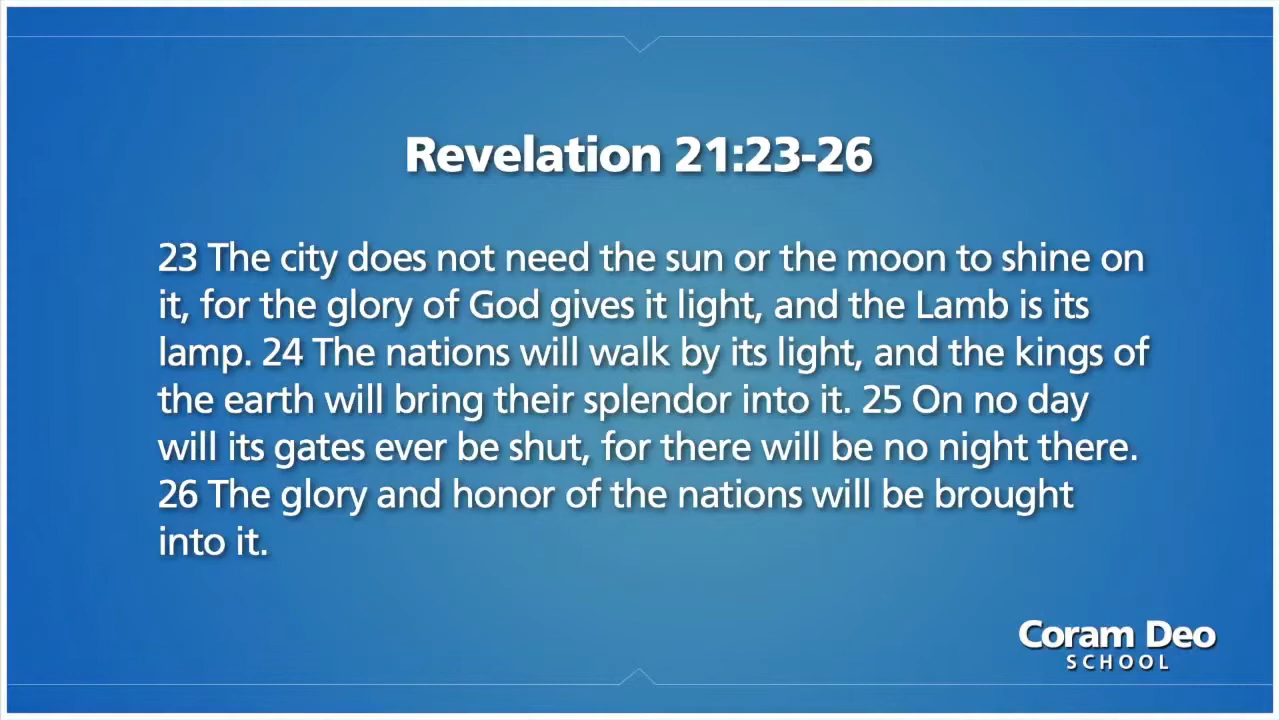 Revelation 21:23-26
23 The city does not need the sun or the moon to shine on
it, for the glory of God gives it light, and the Lamb is its
lamp. 24 The nations will walk by its light, and the kings of
the earth will bring their splendor into it. 25 On no day
will its gates ever be shut, for there will be no night there.
26 The glory and honor of the nations will be brought
into it.
Coram Deo
SCHOOL